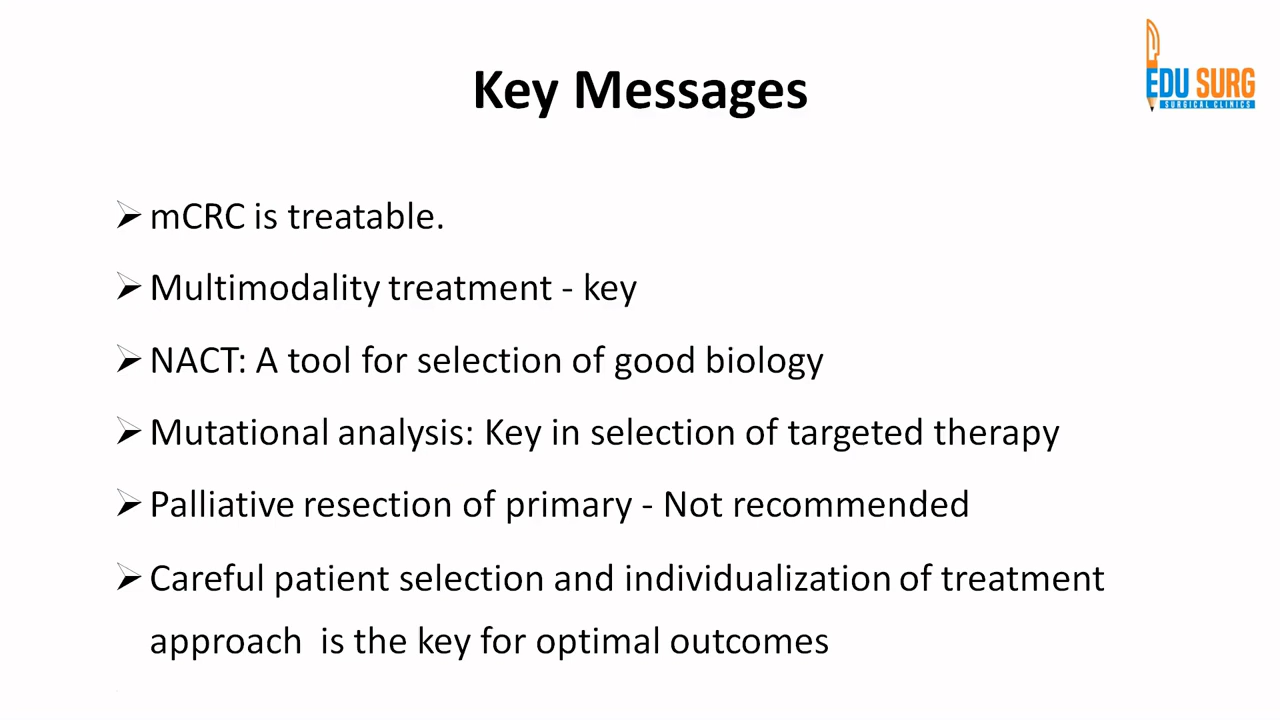 EDU SURG
SURGICAL CLINICS
Key Messages
➢ mCRC is treatable.
➢ Multimodality treatment - key
➢ NACT: A tool for selection of good biology
➢ Mutational analysis: Key in selection of targeted therapy
➢ Palliative resection of primary - Not recommended
➢ Careful patient selection and individualization of treatment
approach is the key for optimal outcomes